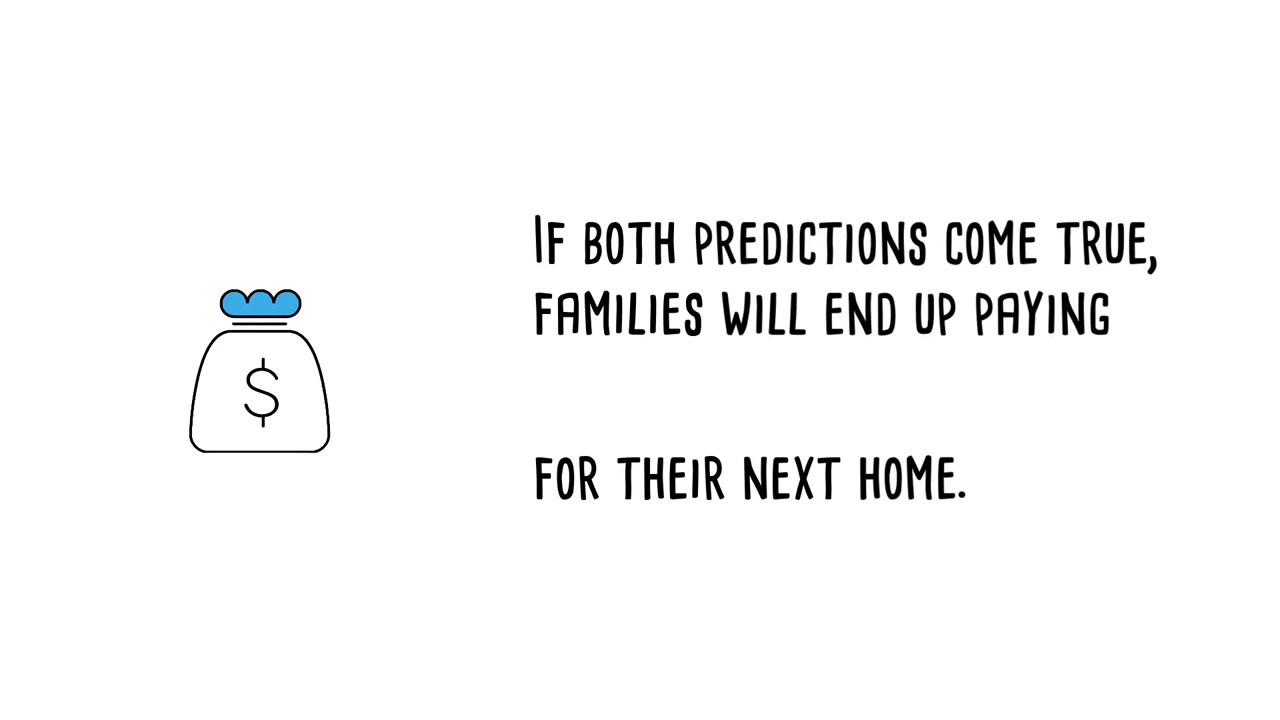 $
If both predictions come true,
families will end up paying
for their next home.